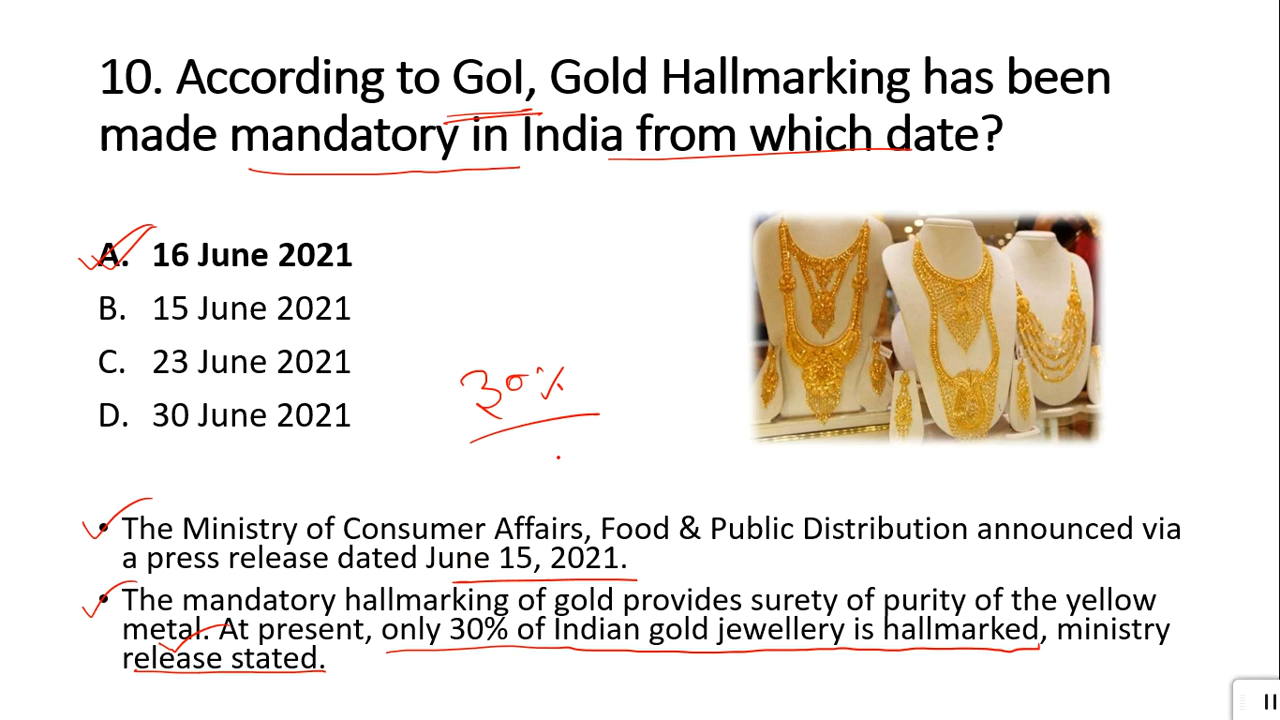 10. According to GoI, Gold Hallmarking has been
made mandatory in India from which date?
A. 16 June 2021
B. 15 June 2021
C. 23 June 2021
D. 30 June 2021
30%
• The Ministry of Consumer Affairs, Food & Public Distribution announced via
a press release dated June 15, 2021.
• The mandatory hallmarking of gold provides surety of purity of the yellow
metal. At present, only 30% of Indian gold jewellery is hallmarked, ministry
release stated.